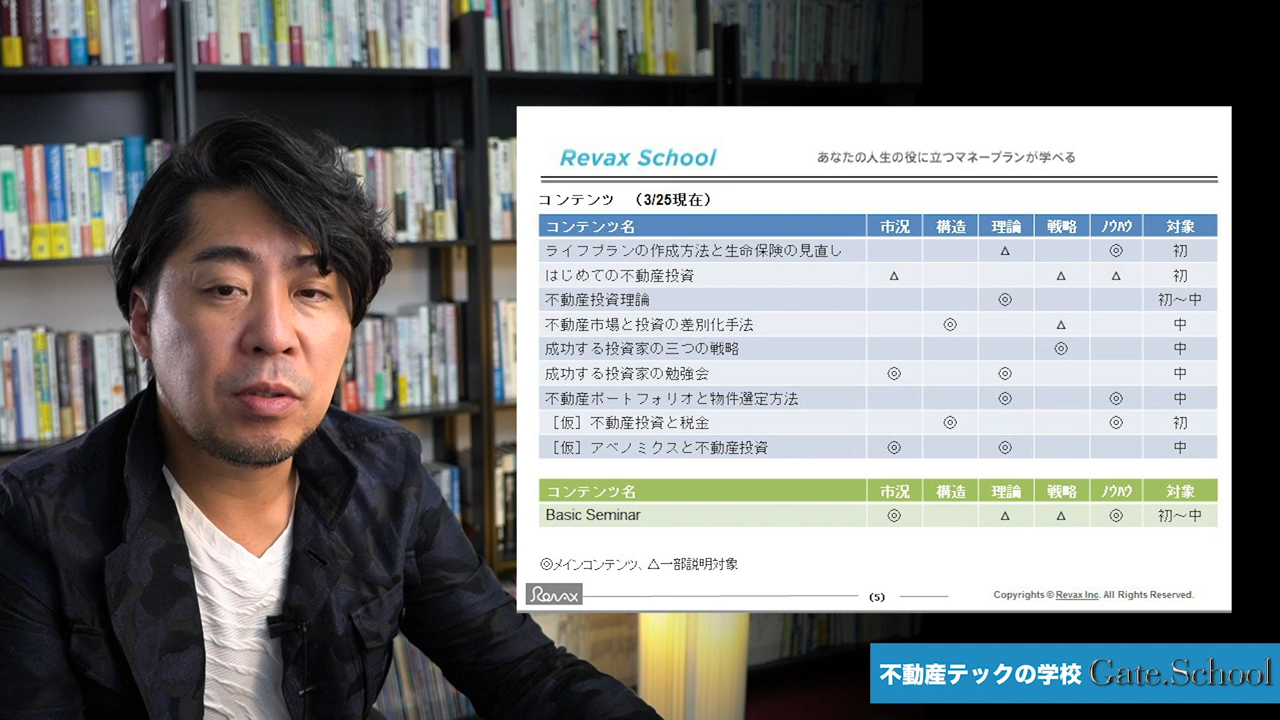 Revax School
あなたの人生の役に立つマネープランが学べる
コンテンツ （3/25現在）
コンテンツ名 市況 構造 理論 戦略 ﾉｳﾊｳ 対象
ライフプランの作成方法と生命保険の見直し △ ◎ 初
はじめての不動産投資 △ △ △ 初
不動産投資理論 ◎ 初～中
不動産市場と投資の差別化手法 ◎ △ 中
成功する投資家の三つの戦略 ◎ 中
成功する投資家の勉強会 ◎ ◎ 中
不動産ポートフォリオと物件選定方法 ◎ ◎ 中
［仮］不動産投資と税金 ◎ ◎ 初
［仮］アベノミクスと不動産投資 ◎ ◎ 中
コンテンツ名 市況 構造 理論 戦略 ﾉｳﾊｳ 対象
Basic Seminar ◎ △ △ ◎ 初～中
◎メインコンテンツ、△一部説明対象
Revax
(5)
Copyrights © Revax Inc. All Rights Reserved.
不動産テックの学校 Gate.School